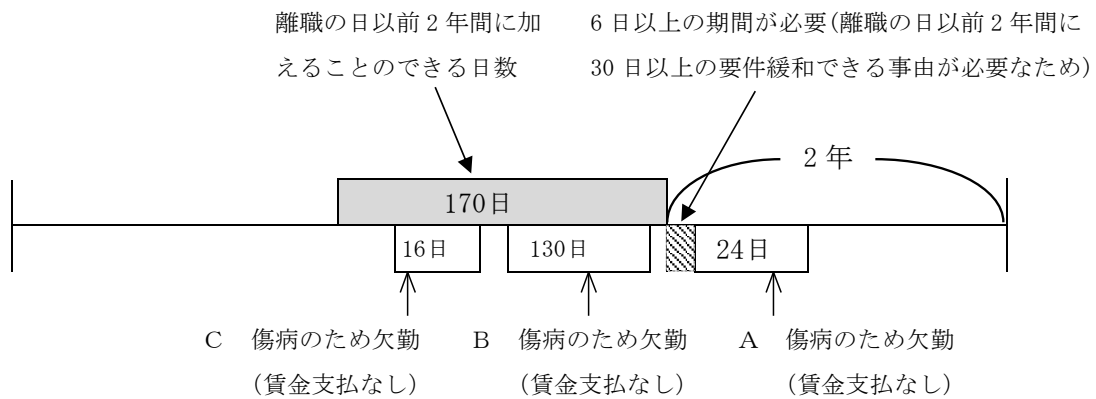 離職の日以前2年間に加
えることのできる日数
6日以上の期間が必要(離職の日以前2年間に
30日以上の要件緩和できる事由が必要なため)
2年
170日
16日
130日
24日
C 傷病のため欠勤
(賃金支払なし)
B 傷病のため欠勤
(賃金支払なし)
A 傷病のため欠勤
(賃金支払なし)